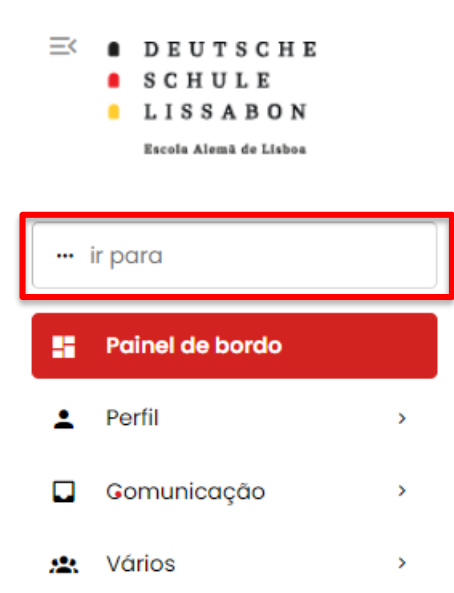 DEUTSCHE
SCHULE
LISSABON
Escola Alemã de Lisboa
ir para
Painel de bordo
Perfil
Comunicação
Vários